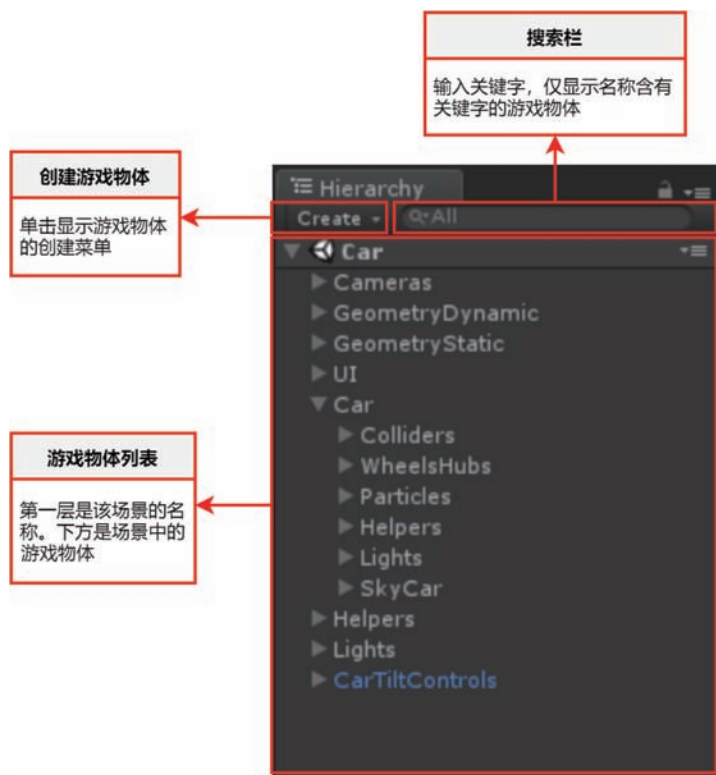 搜索栏
输入关键字，仅显示名称含有
关键字的游戏物体
创建游戏物体
单击显示游戏物体
的创建菜单
Hierarchy
Create
All
Car
Cameras
GeometryDynamic
GeometryStatic
UI
Car
Colliders
WheelsHubs
Particles
Helpers
Lights
SkyCar
Helpers
Lights
CarTiltControls
游戏物体列表
第一层是该场景的名
称。下方是场景中的
游戏物体